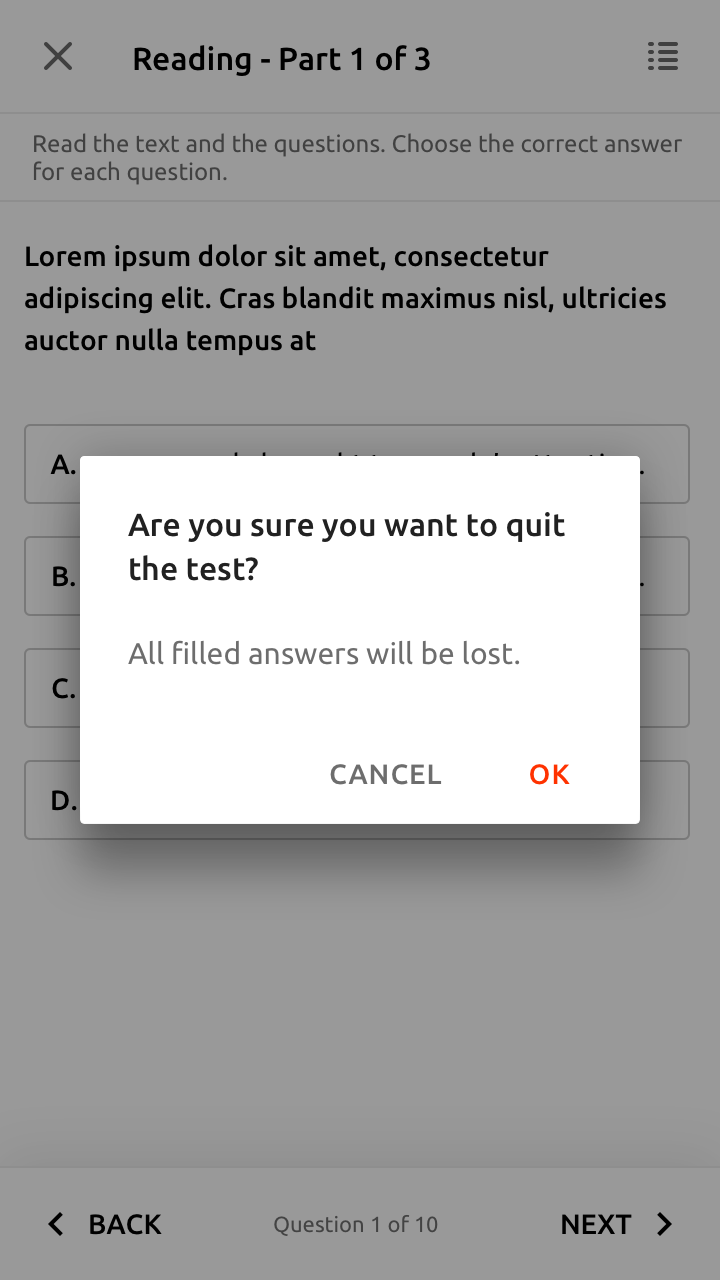 Reading - Part 1 of 3
Read the text and the questions. Choose the correct answer
for each question.
Lorem ipsum dolor sit amet, consectetur
adipiscing elit. Cras blandit maximus nisl, ultricies
auctor nulla tempus at
A.
B.
C.
D.
Are you sure you want to quit
the test?
All filled answers will be lost.
CANCEL OK
BACK Question 1 of 10 NEXT